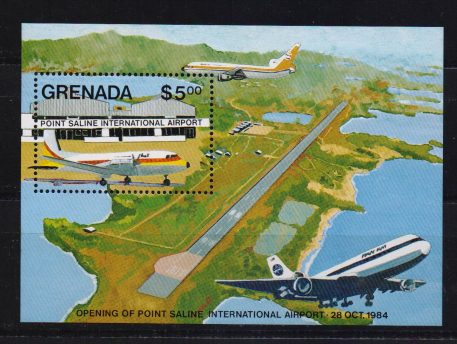 GRENADA $5.00
POINT SALINE INTERNATIONAL AIRPORT
OPENING OF POINT SALINE INTERNATIONAL AIRPORT · 28 OCT. 1984